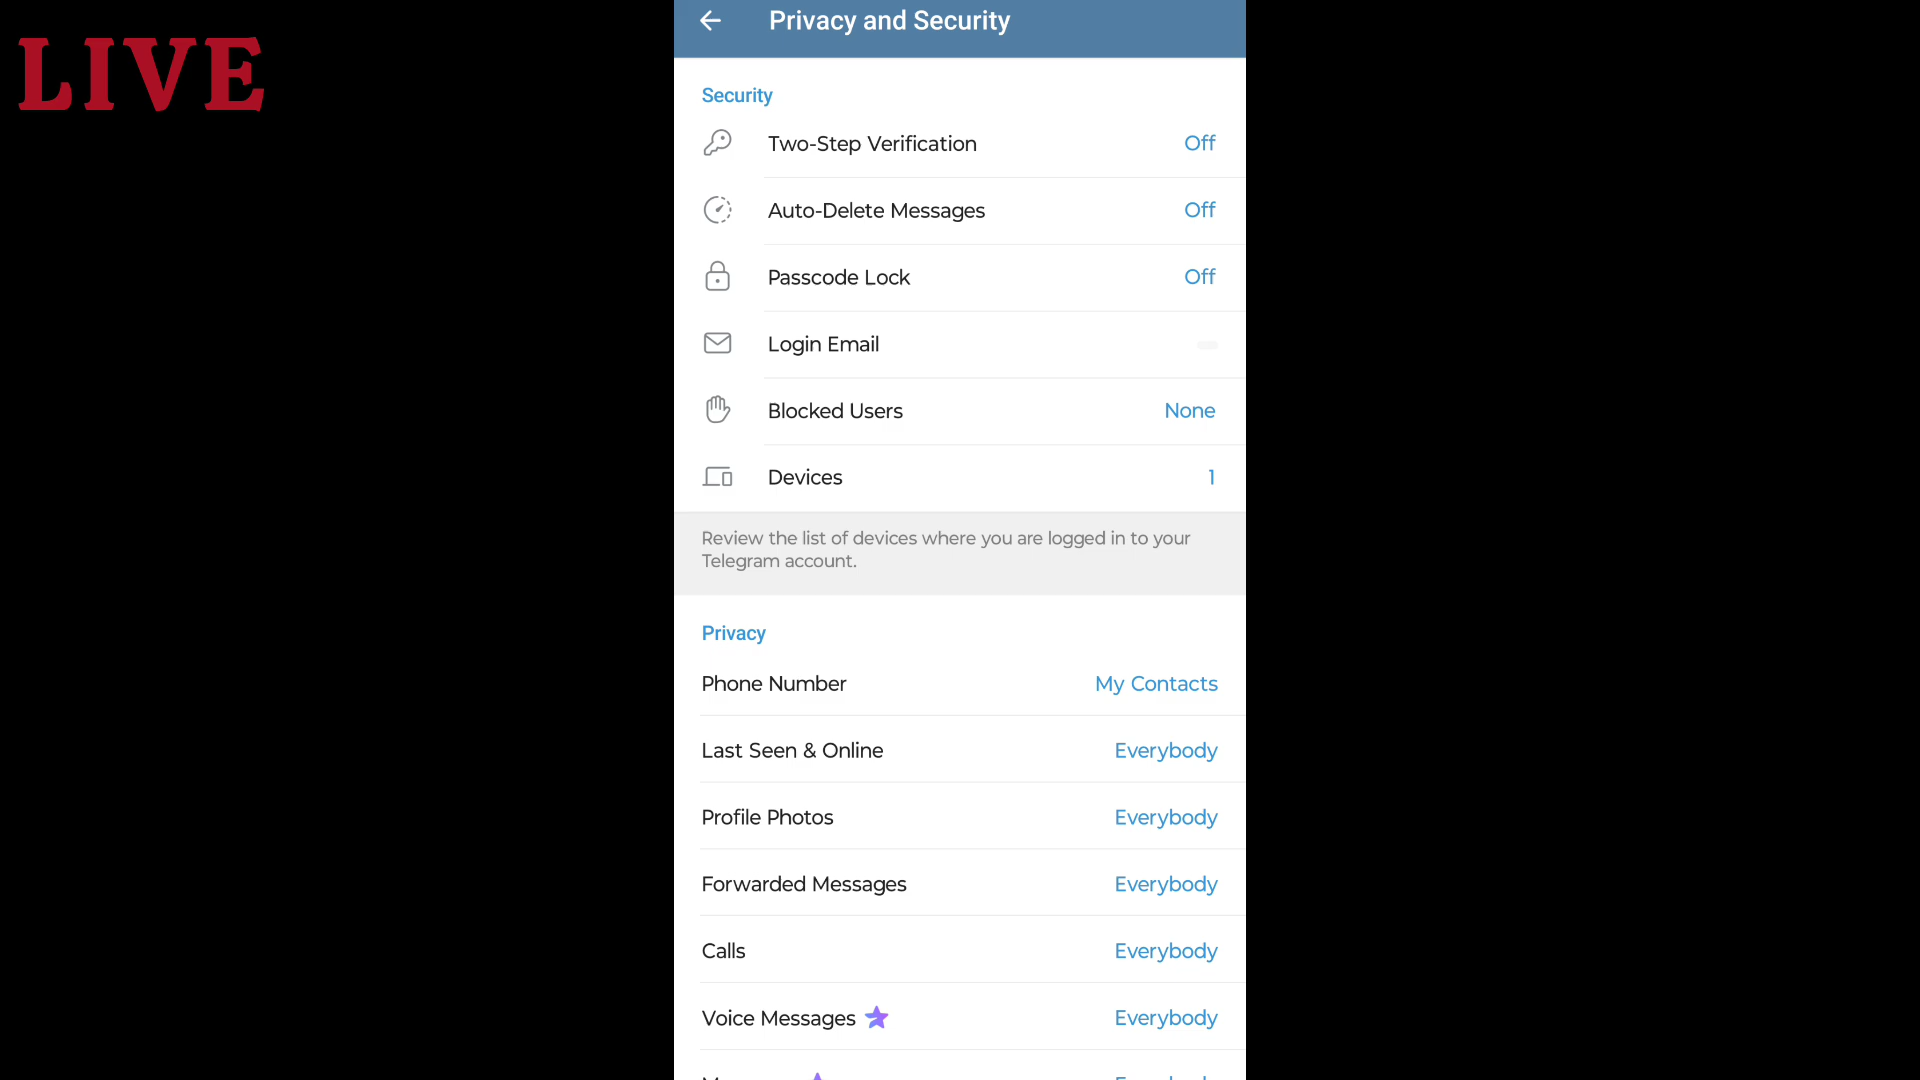 LIVE
Privacy and Security
Security
Two-Step Verification Off
Auto-Delete Messages Off
Passcode Lock Off
Login Email
Blocked Users None
Devices 1
Review the list of devices where you are logged in to your
Telegram account.
Privacy
Phone Number My Contacts
Last Seen & Online Everybody
Profile Photos Everybody
Forwarded Messages Everybody
Calls Everybody
Voice Messages Everybody